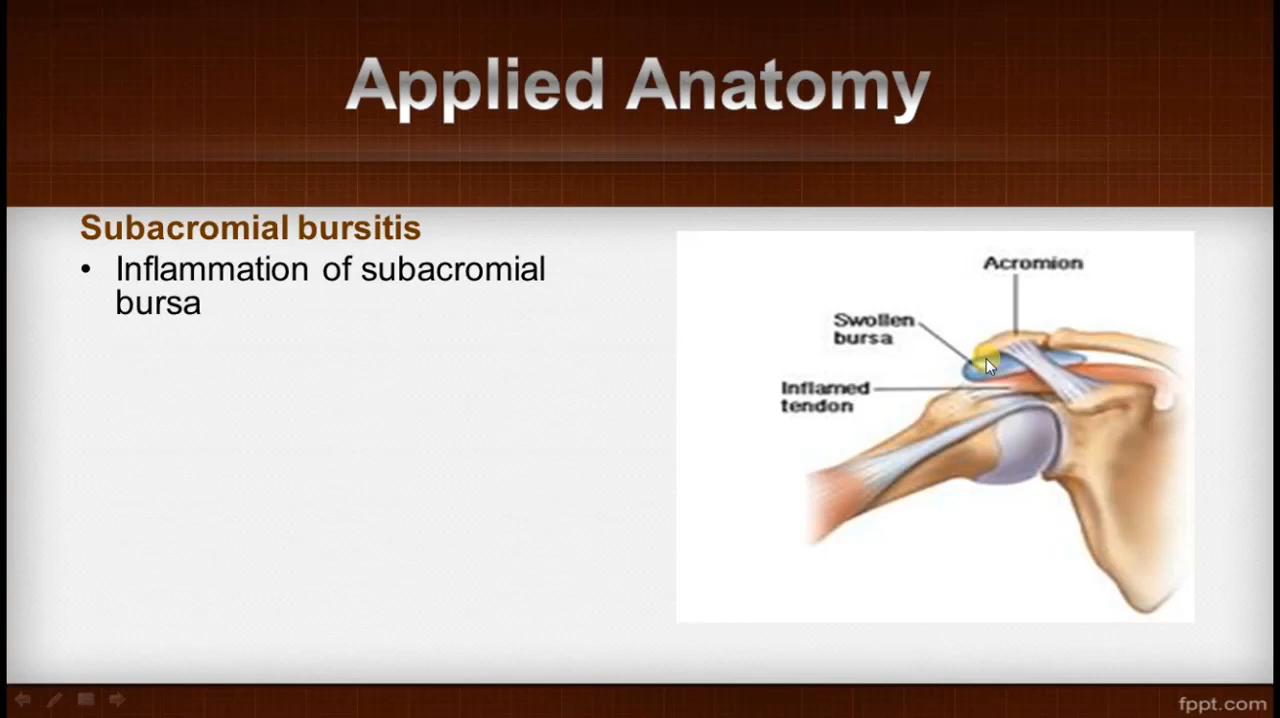 Applied Anatomy
Subacromial bursitis
• Inflammation of subacromial
bursa
Acromion
Swollen
bursa
Inflamed
tendon
fppt.com